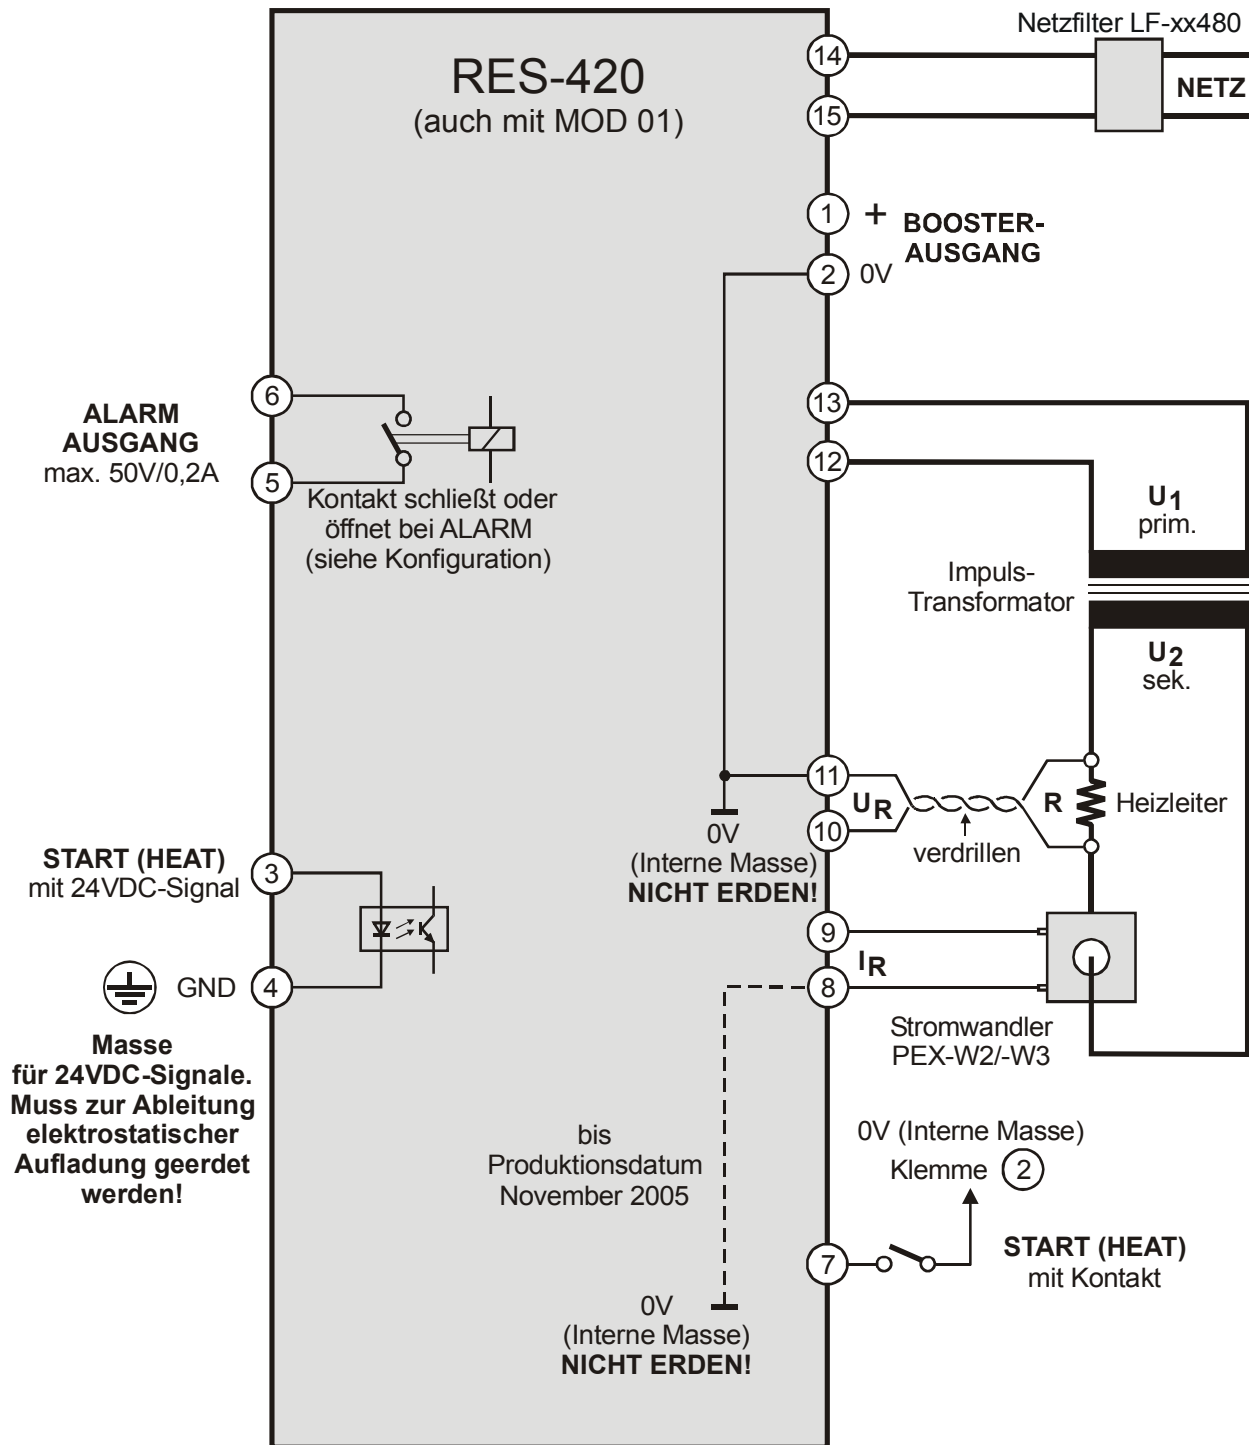 Netzfilter LF-xx480
RES-420
(auch mit MOD 01)
14
15
NETZ
1
+
BOOSTER-
AUSGANG
2
0V
6
ALARM
AUSGANG
max. 50V/0,2A
5
Kontakt schließt oder
öffnet bei ALARM
(siehe Konfiguration)
13
12
U1
prim.
Impuls-
Transformator
U2
sek.
11
UR
R
Heizleiter
10
verdrillen
0V
(Interne Masse)
NICHT ERDEN!
START (HEAT)
mit 24VDC-Signal
3
GND
4
Masse
für 24VDC-Signale.
Muss zur Ableitung
elektrostatischer
Aufladung geerdet
werden!
9
IR
8
Stromwandler
PEX-W2/-W3
bis
Produktionsdatum
November 2005
0V (Interne Masse)
Klemme 2
7
START (HEAT)
mit Kontakt
0V
(Interne Masse)
NICHT ERDEN!